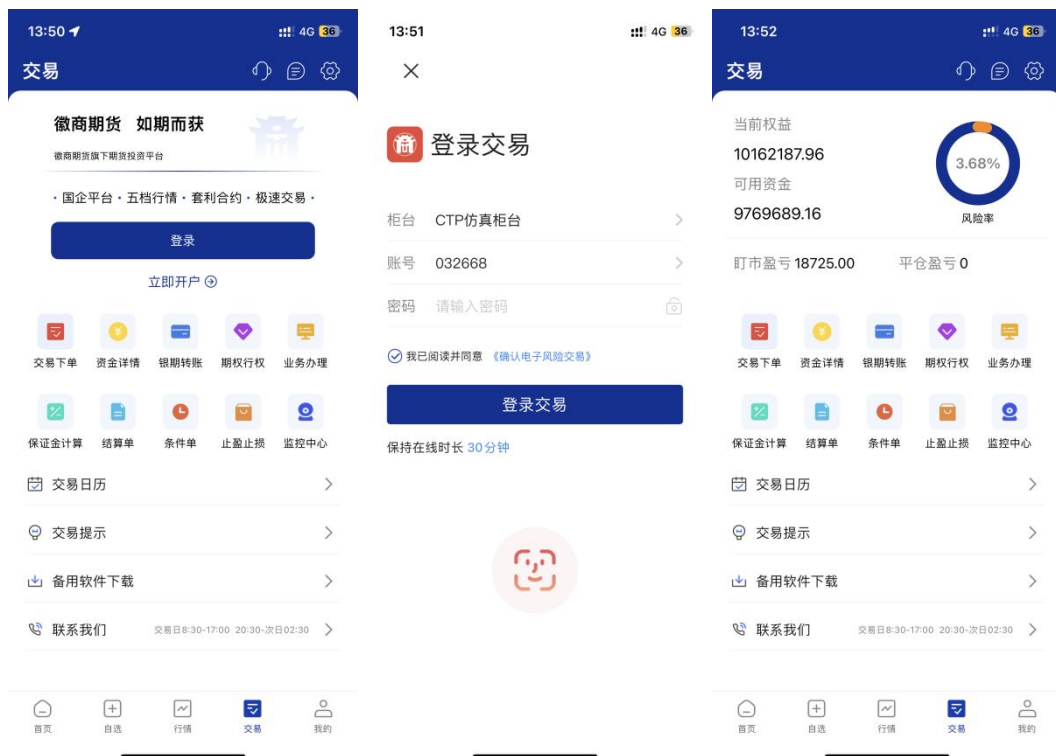 13:50
4G 36
交易
徽商期货 如期而获
徽商期货旗下期货投资平台
·国企平台·五档行情·套利合约·极速交易·
登录
立即开户
交易下单 资金详情 银期转账 期权行权 业务办理
保证金计算 结算单 条件单 止盈止损 监控中心
交易日历
交易提示
备用软件下载
联系我们 交易日8:30-17:00 20:30-次日02:30
首页 自选 行情 交易 我的
13:51
4G 36
登录交易
柜台 CTP仿真柜台
账号 032668
密码 请输入密码
我已阅读并同意 《确认电子风险交易》
登录交易
保持在线时长 30分钟
13:52
4G 36
交易
当前权益
10162187.96
可用资金
9769689.16
3.68%
风险率
盯市盈亏 18725.00 平仓盈亏 0
交易下单 资金详情 银期转账 期权行权 业务办理
保证金计算 结算单 条件单 止盈止损 监控中心
交易日历
交易提示
备用软件下载
联系我们 交易日8:30-17:00 20:30-次日02:30
首页 自选 行情 交易 我的